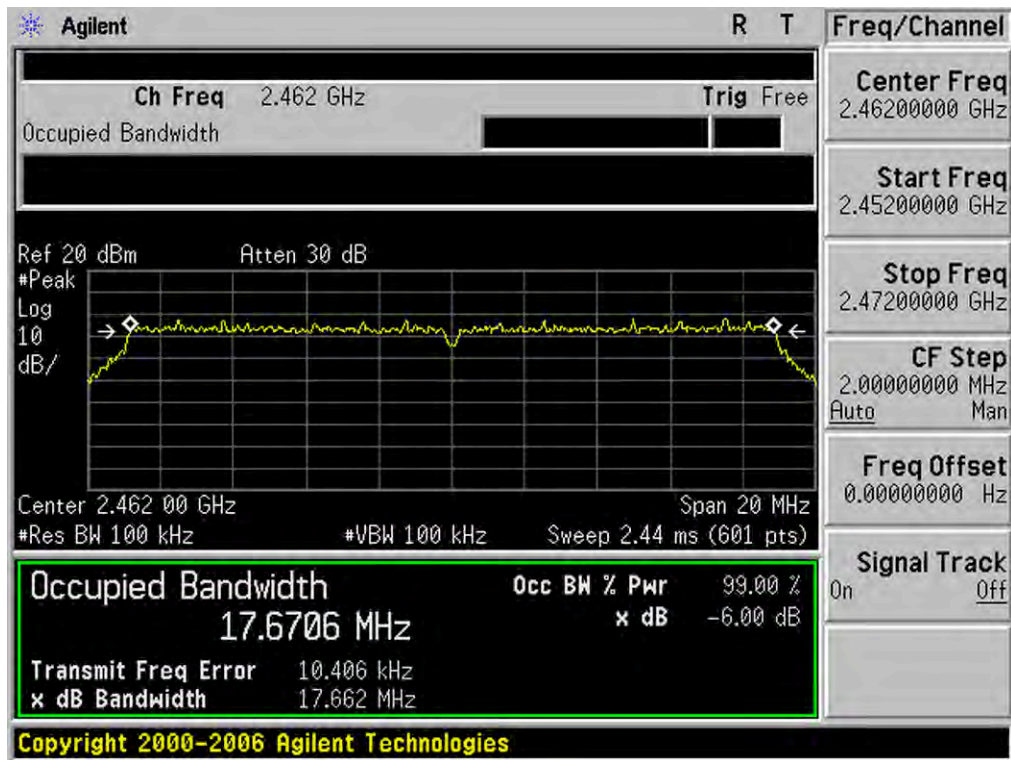 Agilent R T
Ch Freq 2.462 GHz Trig Free
Occupied Bandwidth
Ref 20 dBm Atten 30 dB
#Peak
Log
10
dB/
Center 2.462 00 GHz Span 20 MHz
#Res BW 100 kHz #VBW 100 kHz Sweep 2.44 ms (601 pts)
Occupied Bandwidth Occ BW % Pwr 99.00 %
17.6706 MHz x dB -6.00 dB
Transmit Freq Error 10.406 kHz
x dB Bandwidth 17.662 MHz
Copyright 2000-2006 Agilent Technologies
Freq/Channel
Center Freq
2.46200000 GHz
Start Freq
2.45200000 GHz
Stop Freq
2.47200000 GHz
CF Step
2.00000000 MHz
Auto Man
Freq Offset
0.00000000 Hz
Signal Track
On Off